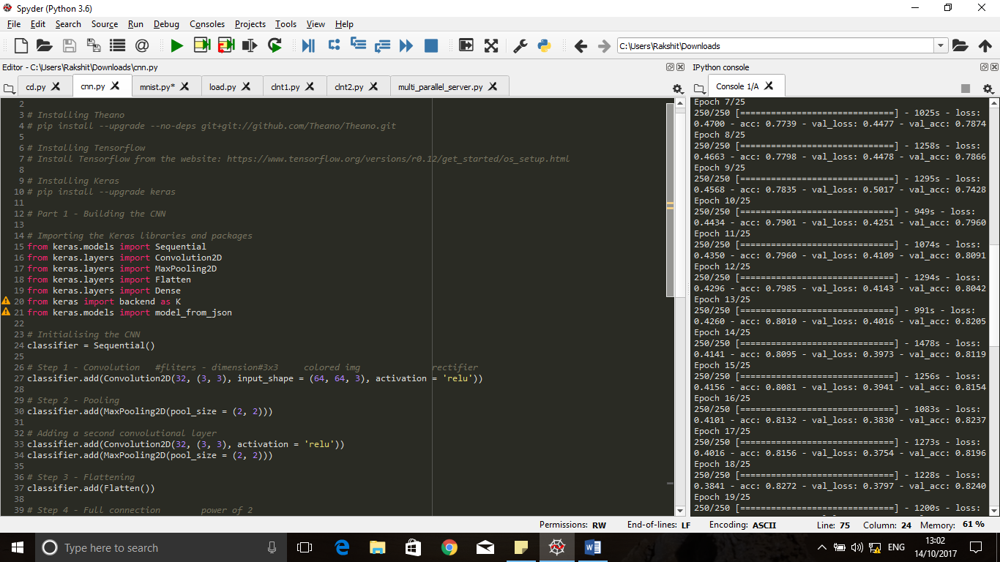 Spyder (Python 3.6)
File Edit Search Source Run Debug Consoles Projects Tools View Help
C:\Users\Rakshit\Downloads
Editor - C:\Users\Rakshit\Downloads\cnn.py
cd.py cnn.py mnist.py* load.py clnt1.py clnt2.py multi_parallel_server.py
2
3 # Installing Theano
4 # pip install --upgrade --no-deps git+git://github.com/Theano/Theano.git
5
6 # Installing Tensorflow
7 # Install Tensorflow from the website: https://www.tensorflow.org/versions/r0.12/get_started/os_setup.html
8
9 # Installing Keras
10 # pip install --upgrade keras
11
12 # Part 1 - Building the CNN
13
14 # Importing the Keras libraries and packages
15 from keras.models import Sequential
16 from keras.layers import Convolution2D
17 from keras.layers import MaxPooling2D
18 from keras.layers import Flatten
19 from keras.layers import Dense
20 from keras import backend as K
21 from keras.models import model_from_json
22
23 # Initialising the CNN
24 classifier = Sequential()
25
26 # Step 1 - Convolution #fliters - dimension#3x3 colored img rectifier
27 classifier.add(Convolution2D(32, (3, 3), input_shape = (64, 64, 3), activation = 'relu'))
28
29 # Step 2 - Pooling
30 classifier.add(MaxPooling2D(pool_size = (2, 2)))
31
32 # Adding a second convolutional layer
33 classifier.add(Convolution2D(32, (3, 3), activation = 'relu'))
34 classifier.add(MaxPooling2D(pool_size = (2, 2)))
35
36 # Step 3 - Flattening
37 classifier.add(Flatten())
38
39 # Step 4 - Full connection power of 2
IPython console
Console 1/A
Epoch 7/25
250/250 [==============================] - 1025s - loss:
0.4700 - acc: 0.7739 - val_loss: 0.4477 - val_acc: 0.7874
Epoch 8/25
250/250 [==============================] - 1258s - loss:
0.4663 - acc: 0.7798 - val_loss: 0.4478 - val_acc: 0.7866
Epoch 9/25
250/250 [==============================] - 1295s - loss:
0.4568 - acc: 0.7835 - val_loss: 0.5017 - val_acc: 0.7428
Epoch 10/25
250/250 [==============================] - 949s - loss:
0.4434 - acc: 0.7901 - val_loss: 0.4251 - val_acc: 0.7960
Epoch 11/25
250/250 [==============================] - 1074s - loss:
0.4350 - acc: 0.7960 - val_loss: 0.4109 - val_acc: 0.8091
Epoch 12/25
250/250 [==============================] - 1294s - loss:
0.4296 - acc: 0.7985 - val_loss: 0.4143 - val_acc: 0.8042
Epoch 13/25
250/250 [==============================] - 991s - loss:
0.4260 - acc: 0.8010 - val_loss: 0.4016 - val_acc: 0.8205
Epoch 14/25
250/250 [==============================] - 1478s - loss:
0.4141 - acc: 0.8095 - val_loss: 0.3973 - val_acc: 0.8119
Epoch 15/25
250/250 [==============================] - 1256s - loss:
0.4156 - acc: 0.8081 - val_loss: 0.3941 - val_acc: 0.8154
Epoch 16/25
250/250 [==============================] - 1083s - loss:
0.4101 - acc: 0.8132 - val_loss: 0.3830 - val_acc: 0.8237
Epoch 17/25
250/250 [==============================] - 1273s - loss:
0.4016 - acc: 0.8156 - val_loss: 0.3754 - val_acc: 0.8196
Epoch 18/25
250/250 [==============================] - 1228s - loss:
0.3841 - acc: 0.8272 - val_loss: 0.3797 - val_acc: 0.8240
Epoch 19/25
250/250 [==============================] - 1200s - loss:
Permissions: RW End-of-lines: LF Encoding: ASCII Line: 75 Column: 24 Memory: 61 %
Type here to search
ENG
13:02
14/10/2017